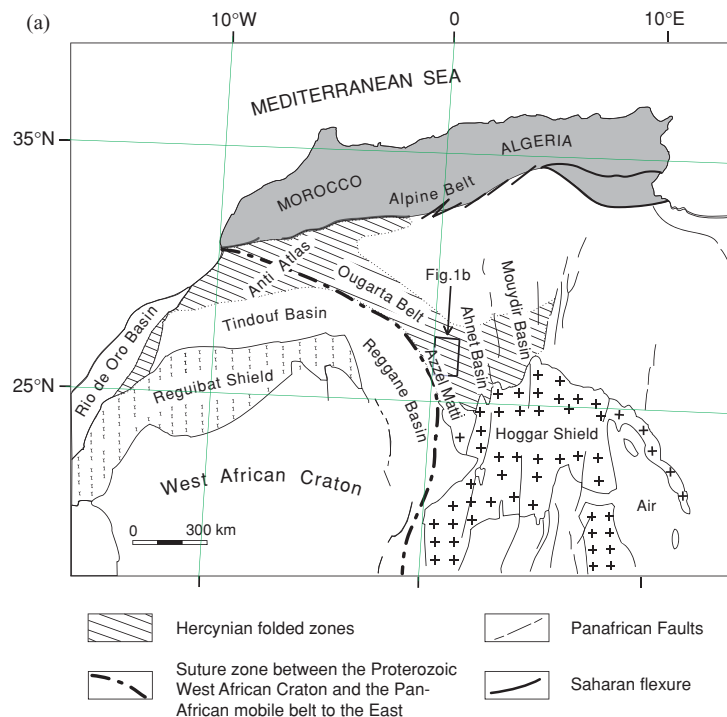 (a)
10°W
0
10°E
MEDITERRANEAN SEA
35°N
ALGERIA
MOROCCO
Alpine Belt
Anti Atlas
Ougarta Belt
Fig.1b
Mouydir Basin
Ahnet Basin
Rio de Oro Basin
Tindouf Basin
Reggane Basin
Azzel Matti
25°N
Reguibat Shield
Hoggar Shield
West African Craton
Air
0 300 km
Hercynian folded zones
Panafrican Faults
Suture zone between the Proterozoic
West African Craton and the Pan-
African mobile belt to the East
Saharan flexure